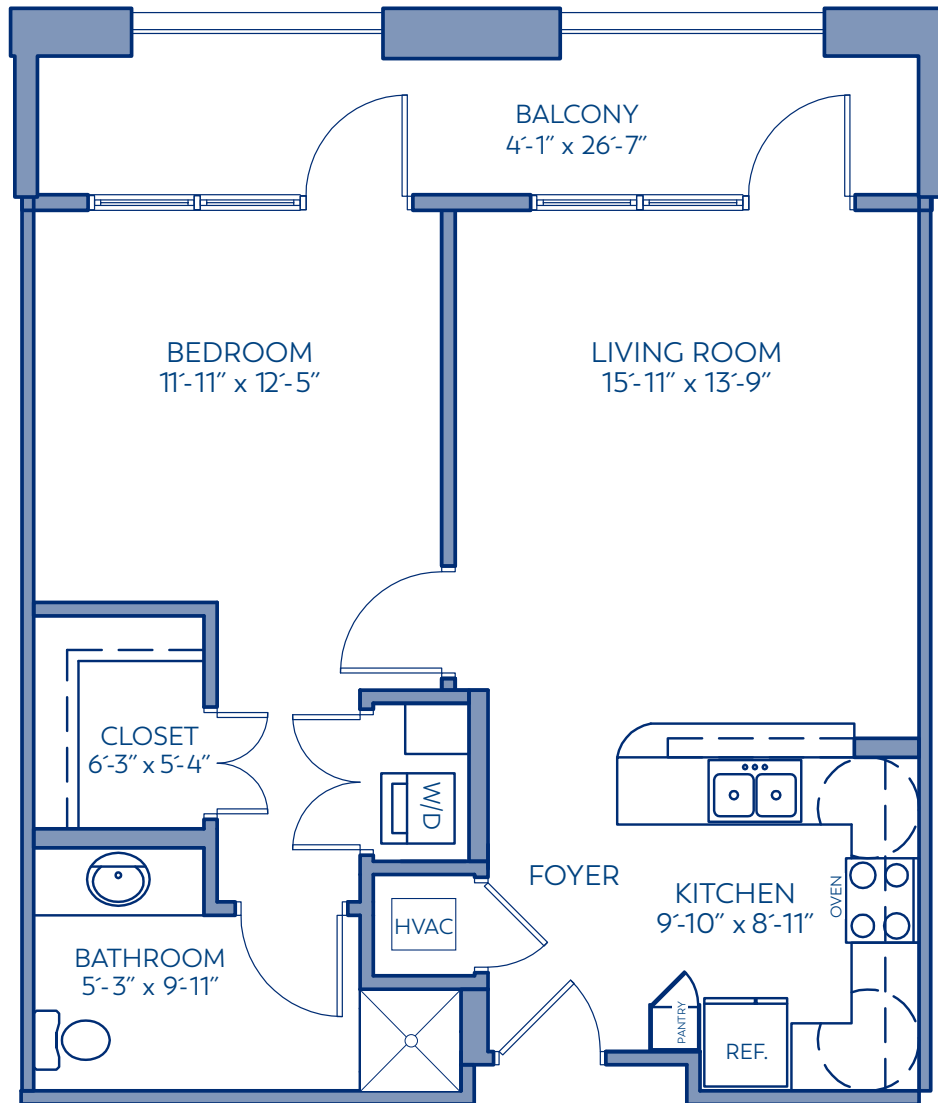 BALCONY
4'-1" x 26'-7"
BEDROOM
11'-11" x 12'-5"
LIVING ROOM
15'-11" x 13'-9"
CLOSET
6'-3" x 5'-4"
W/D
FOYER
KITCHEN
9'-10" x 8'-11"
OVEN
HVAC
BATHROOM
5'-3" x 9'-11"
PANTRY
REF.